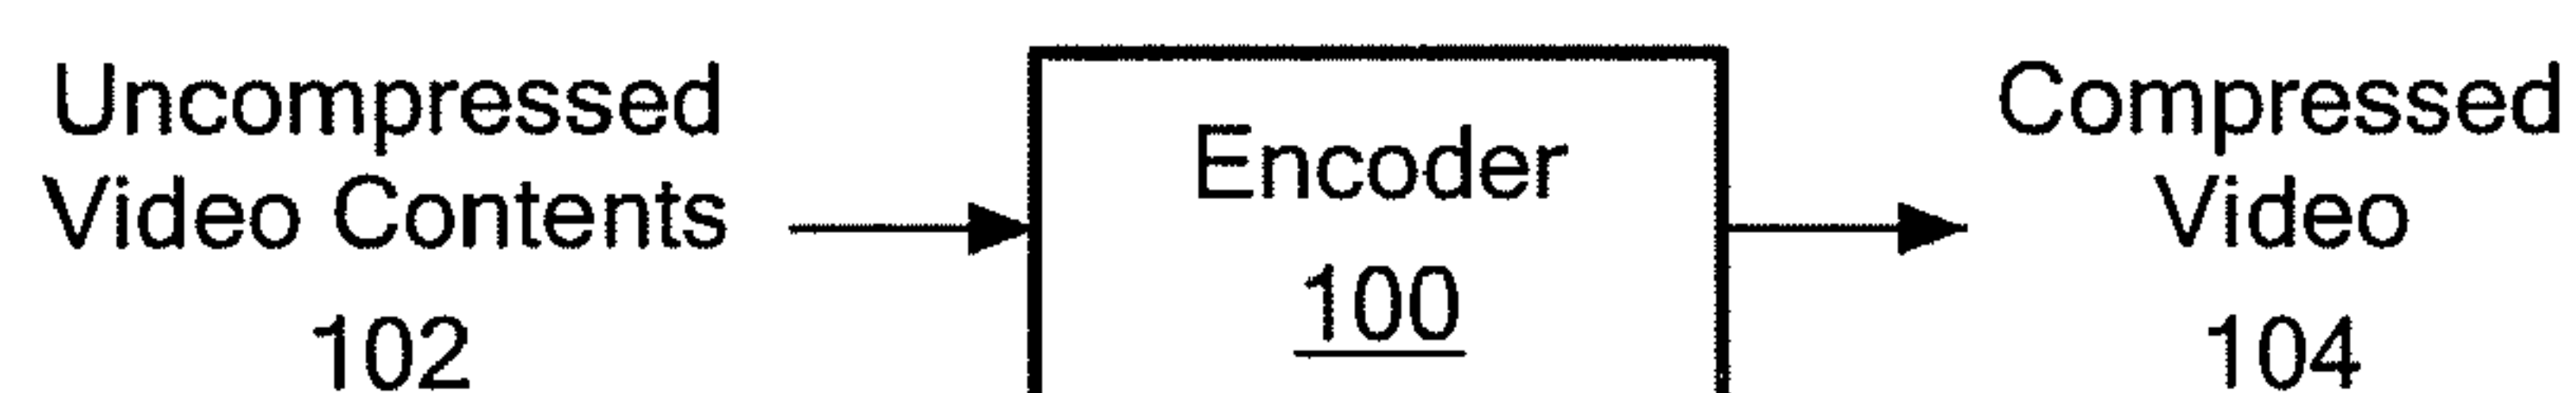 Uncompressed
Video Contents
102
Encoder
100
Compressed
Video
104